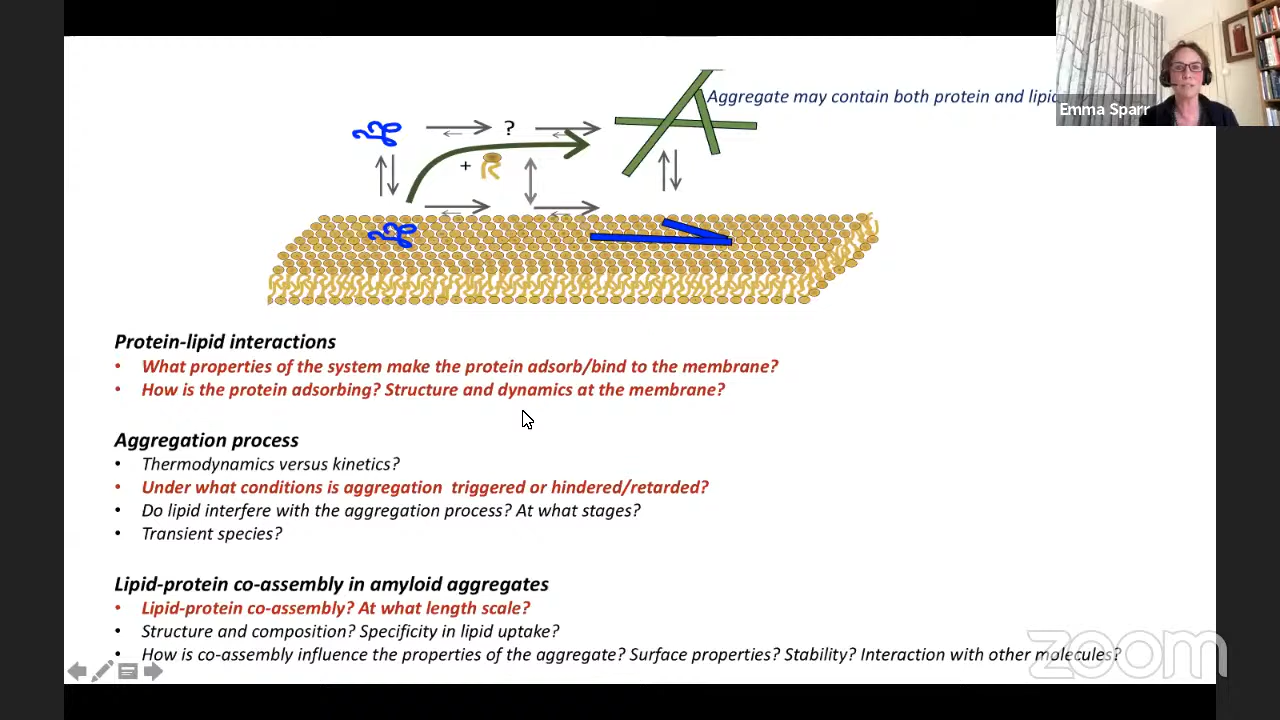 Aggregate may contain both protein and
Emma Sparr
?
+
Protein-lipid interactions
• What properties of the system make the protein adsorb/bind to the membrane?
• How is the protein adsorbing? Structure and dynamics at the membrane?
Aggregation process
• Thermodynamics versus kinetics?
• Under what conditions is aggregation triggered or hindered/retarded?
• Do lipid interfere with the aggregation process? At what stages?
• Transient species?
Lipid-protein co-assembly in amyloid aggregates
• Lipid-protein co-assembly? At what length scale?
• Structure and composition? Specificity in lipid uptake?
• How is co-assembly influence the properties of the aggregate? Surface properties? Stability? Interaction with other molecules?
zoom